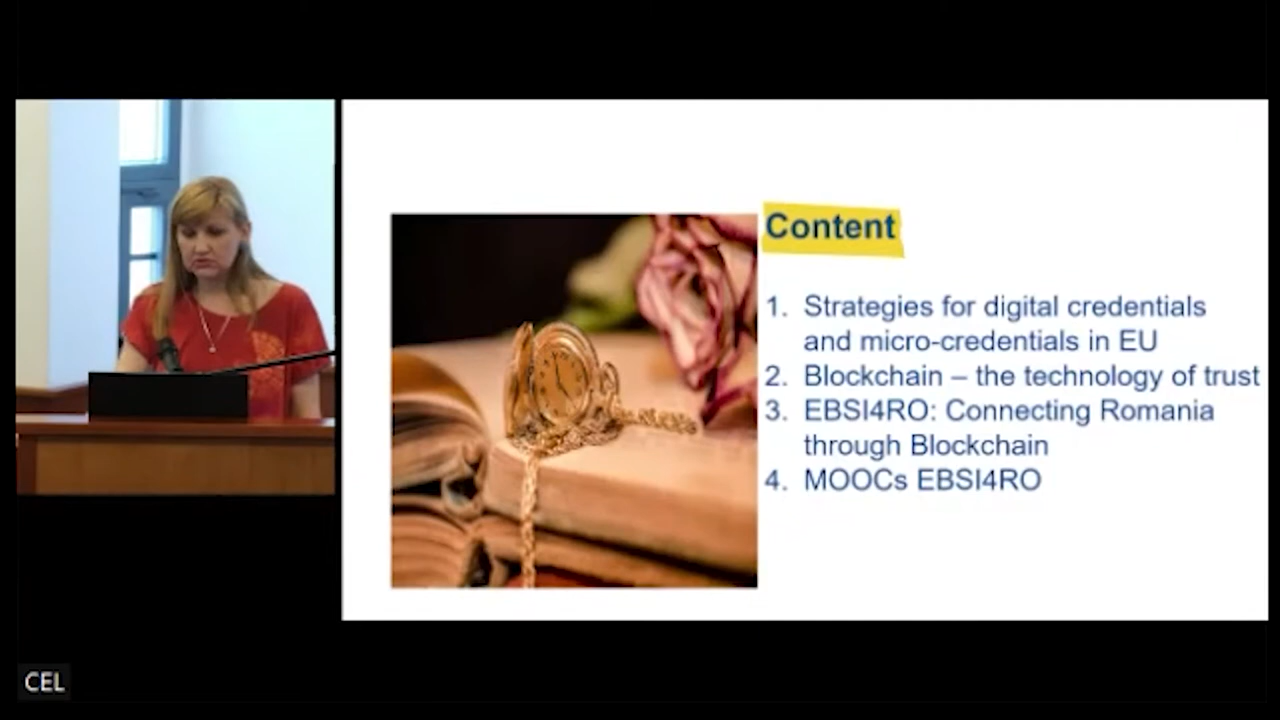 Content
1. Strategies for digital credentials
and micro-credentials in EU
2. Blockchain – the technology of trust
3. EBSI4RO: Connecting Romania
through Blockchain
4. MOOCs EBSI4RO
CEL